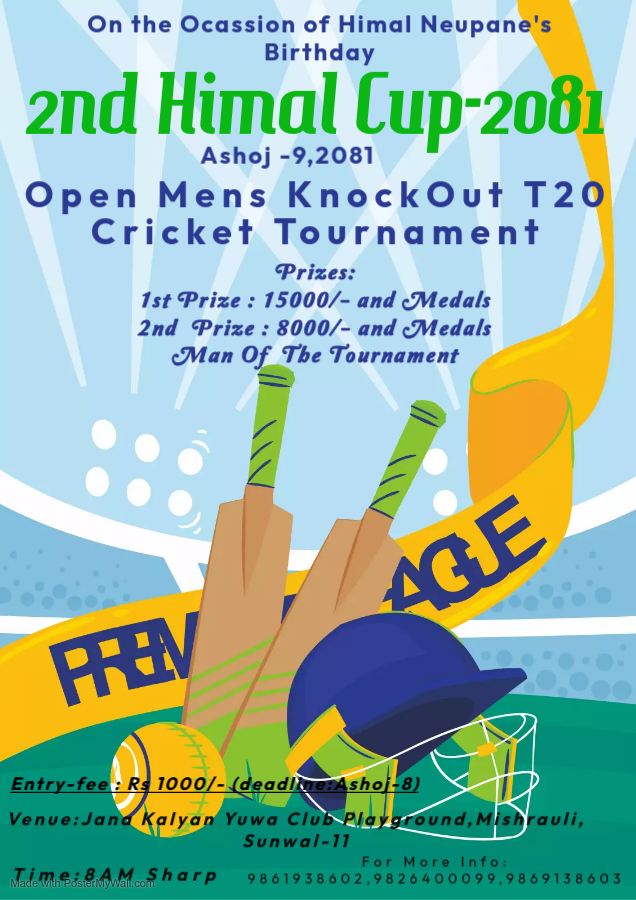 On the Ocassion of Himal Neupane's
Birthday
2nd Himal Cup-2081
Ashoj -9,2081
Open Mens KnockOut T20
Cricket Tournament
Prizes:
1st Prize : 15000/- and Medals
2nd Prize : 8000/- and Medals
Man Of The Tournament
Entry-fee : Rs 1000/- (deadline:Ashoj-8)
Venue:Jana Kalyan Yuwa Club Playground,Mishrauli,
Sunwal-11
For More Info:
Time:8AM Sharp
9861938602,9826400099,9869138603
Made with PosterMyWall.com